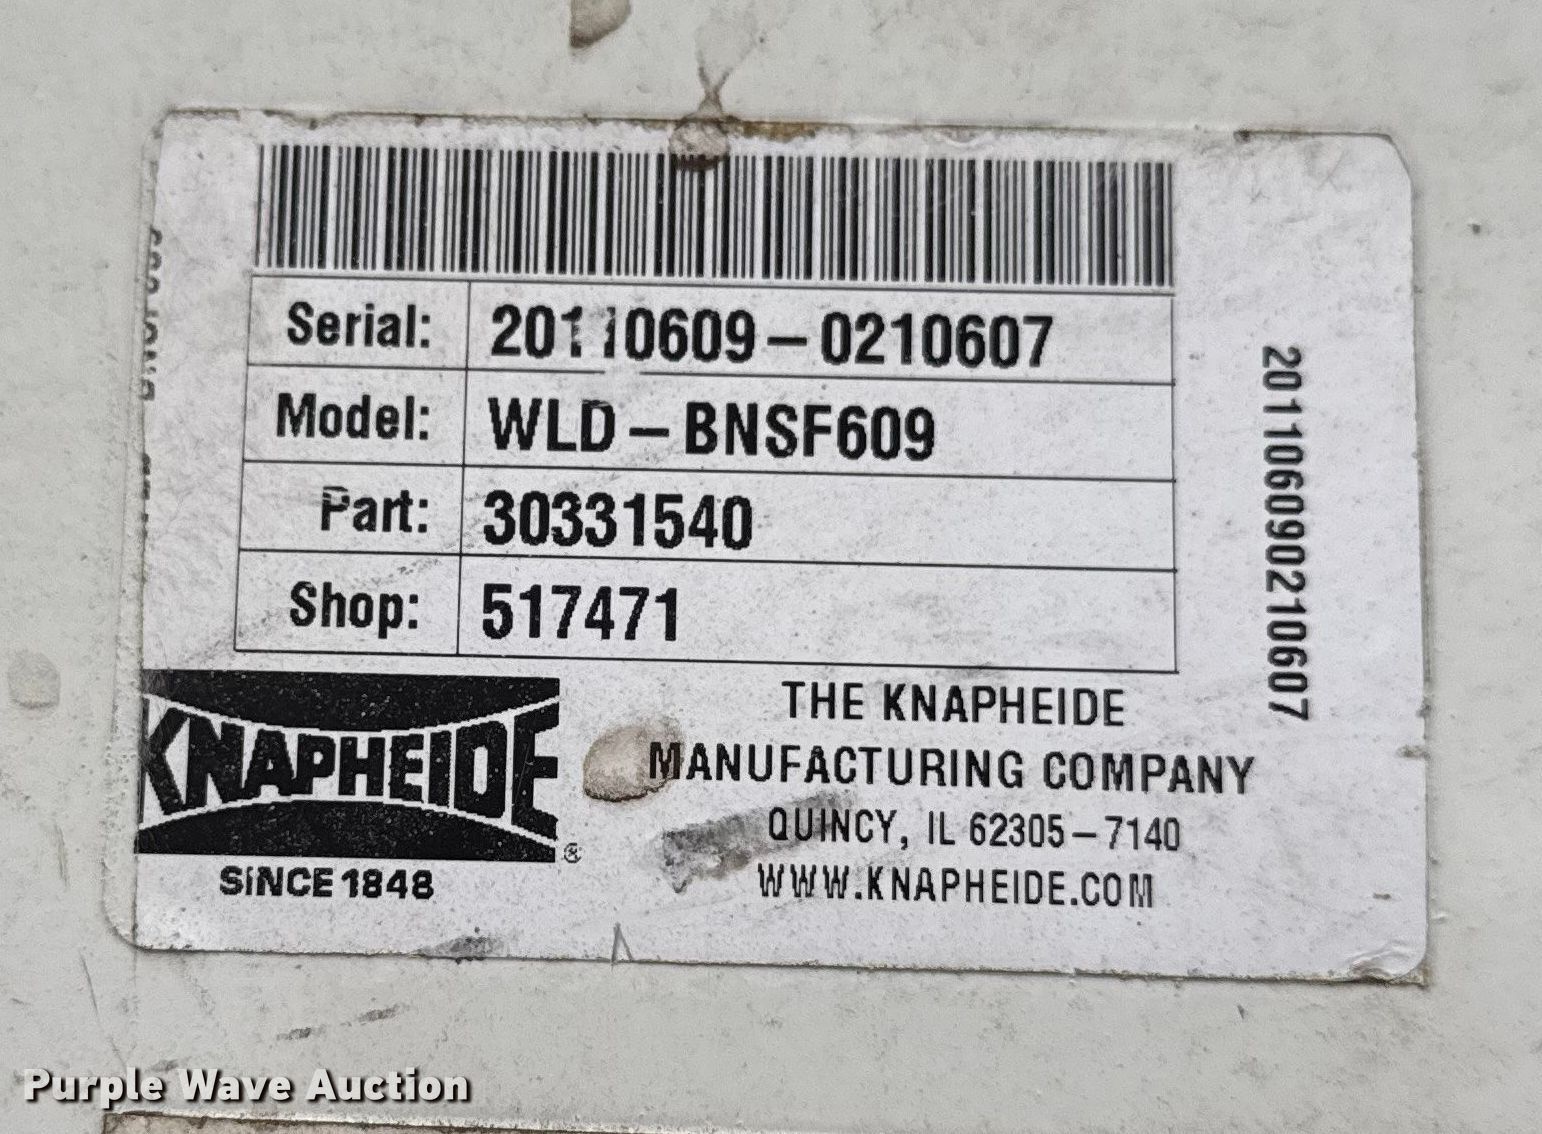 Serial: 20110609-0210607
Model: WLD-BNSF609
Part: 30331540
Shop: 517471
KNAPHEIDE®
SINCE 1848
THE KNAPHEIDE
MANUFACTURING COMPANY
QUINCY, IL 62305-7140
WWW.KNAPHEIDE.COM
201106090210607
Purple Wave Auction